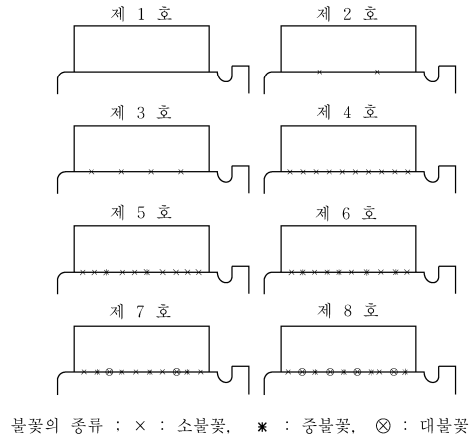 제 1 호 제 2 호
제 3 호 제 4 호
제 5 호 제 6 호
제 7 호 제 8 호
불꽃의 종류 : × : 소불꽃, ⁎ : 중불꽃, ⊗ : 대불꽃